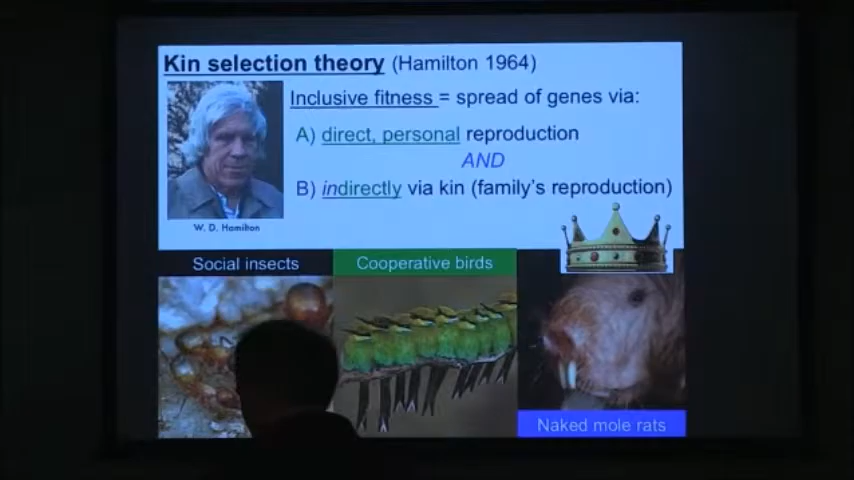 Kin selection theory (Hamilton 1964)
Inclusive fitness = spread of genes via:
A) direct, personal reproduction
AND
B) indirectly via kin (family's reproduction)
W. D. Hamilton
Social insects
Cooperative birds
Naked mole rats